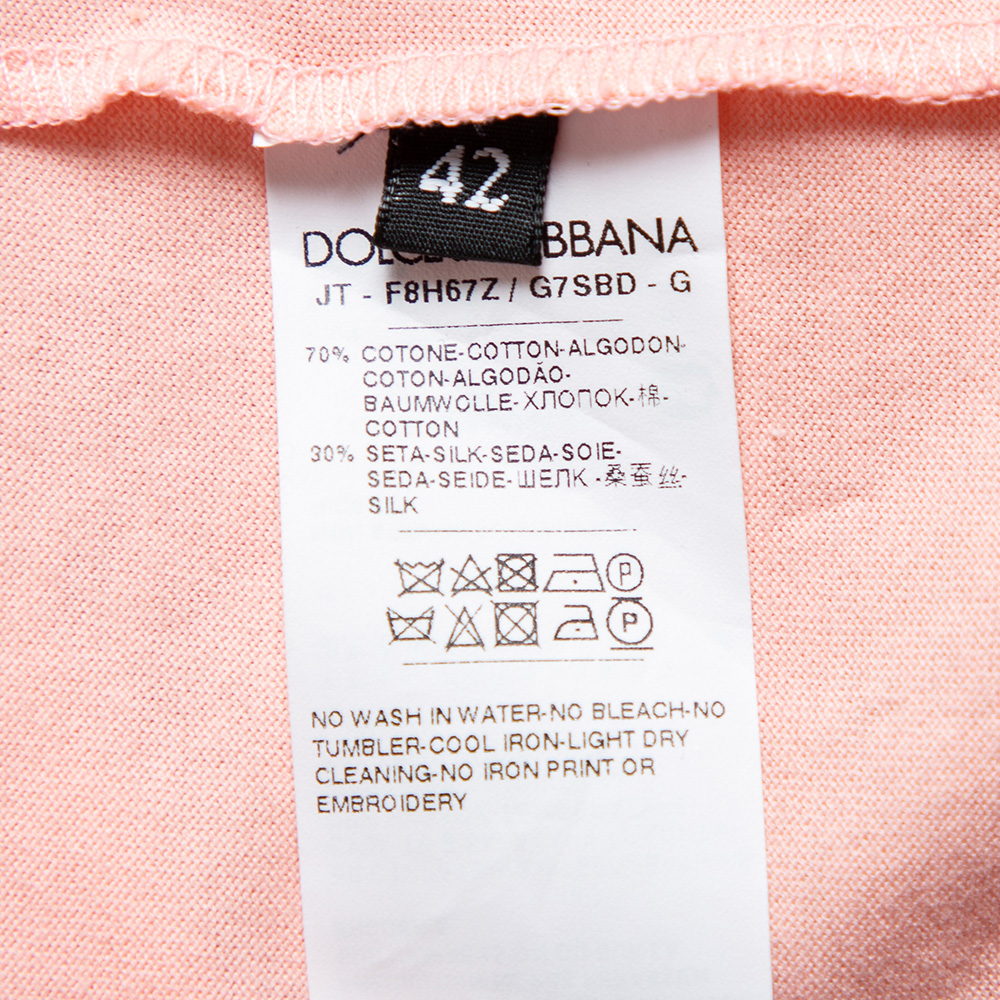 42
JT - F8H67Z / G7SBD - G
70% COTONE-COTTON-ALGODON-
COTON-ALGODÃO-
BAUMWOLLE-ХЛОПОК-棉-
COTTON
30% SETA-SILK-SEDA-SOIE-
SEDA-SEIDE-ШЕЛК-桑蚕丝-
SILK
P
P
NO WASH IN WATER-NO BLEACH-NO
TUMBLER-COOL IRON-LIGHT DRY
CLEANING-NO IRON PRINT OR
EMBROIDERY